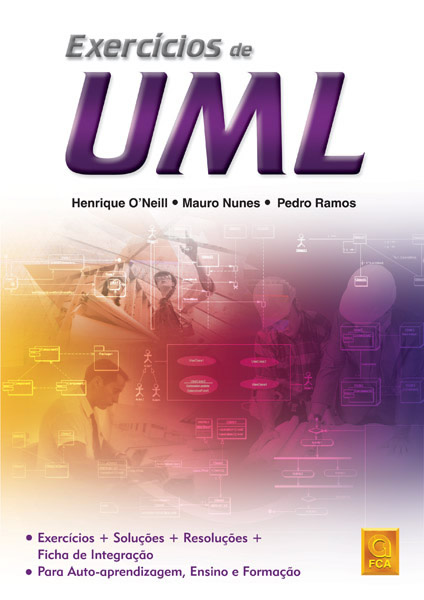 Exercícios de
UML
Henrique O'Neill • Mauro Nunes • Pedro Ramos
• Exercícios + Soluções + Resoluções +
Ficha de Integração
• Para Auto-aprendizagem, Ensino e Formação
FCA